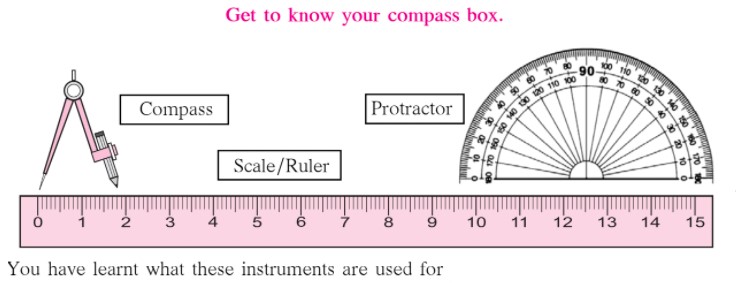 Get to know your compass box.
Compass
Protractor
Scale/Ruler
90
0 1 2 3 4 5 6 7 8 9 10 11 12 13 14 15
You have learnt what these instruments are used for